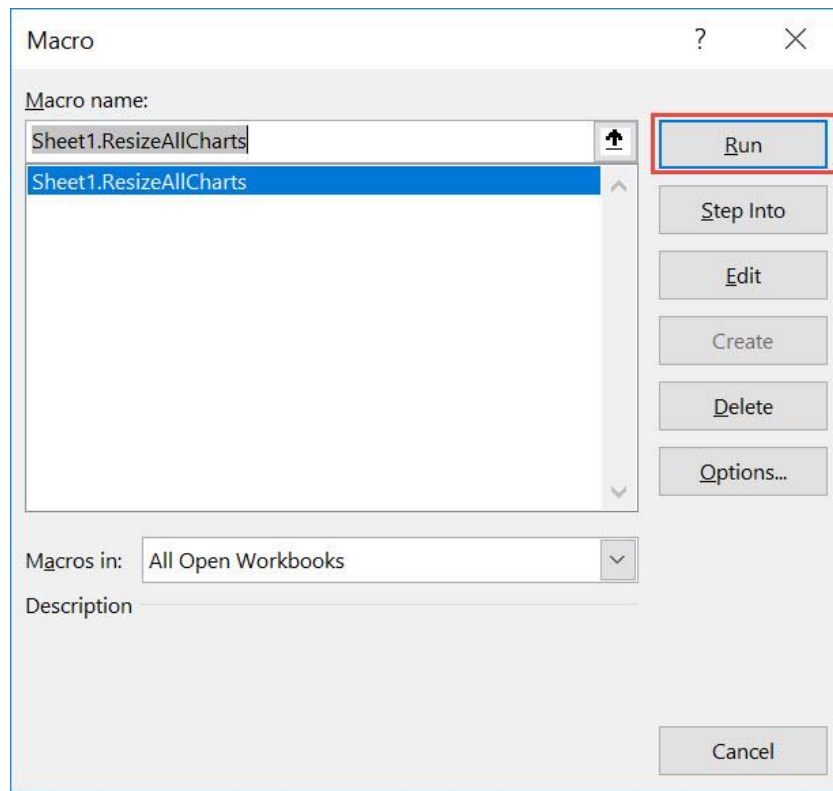 Macro
?
Macro name:
Sheet1.ResizeAllCharts
Run
Sheet1.ResizeAllCharts
Step Into
Edit
Create
Delete
Options...
Macros in:
All Open Workbooks
Description
Cancel